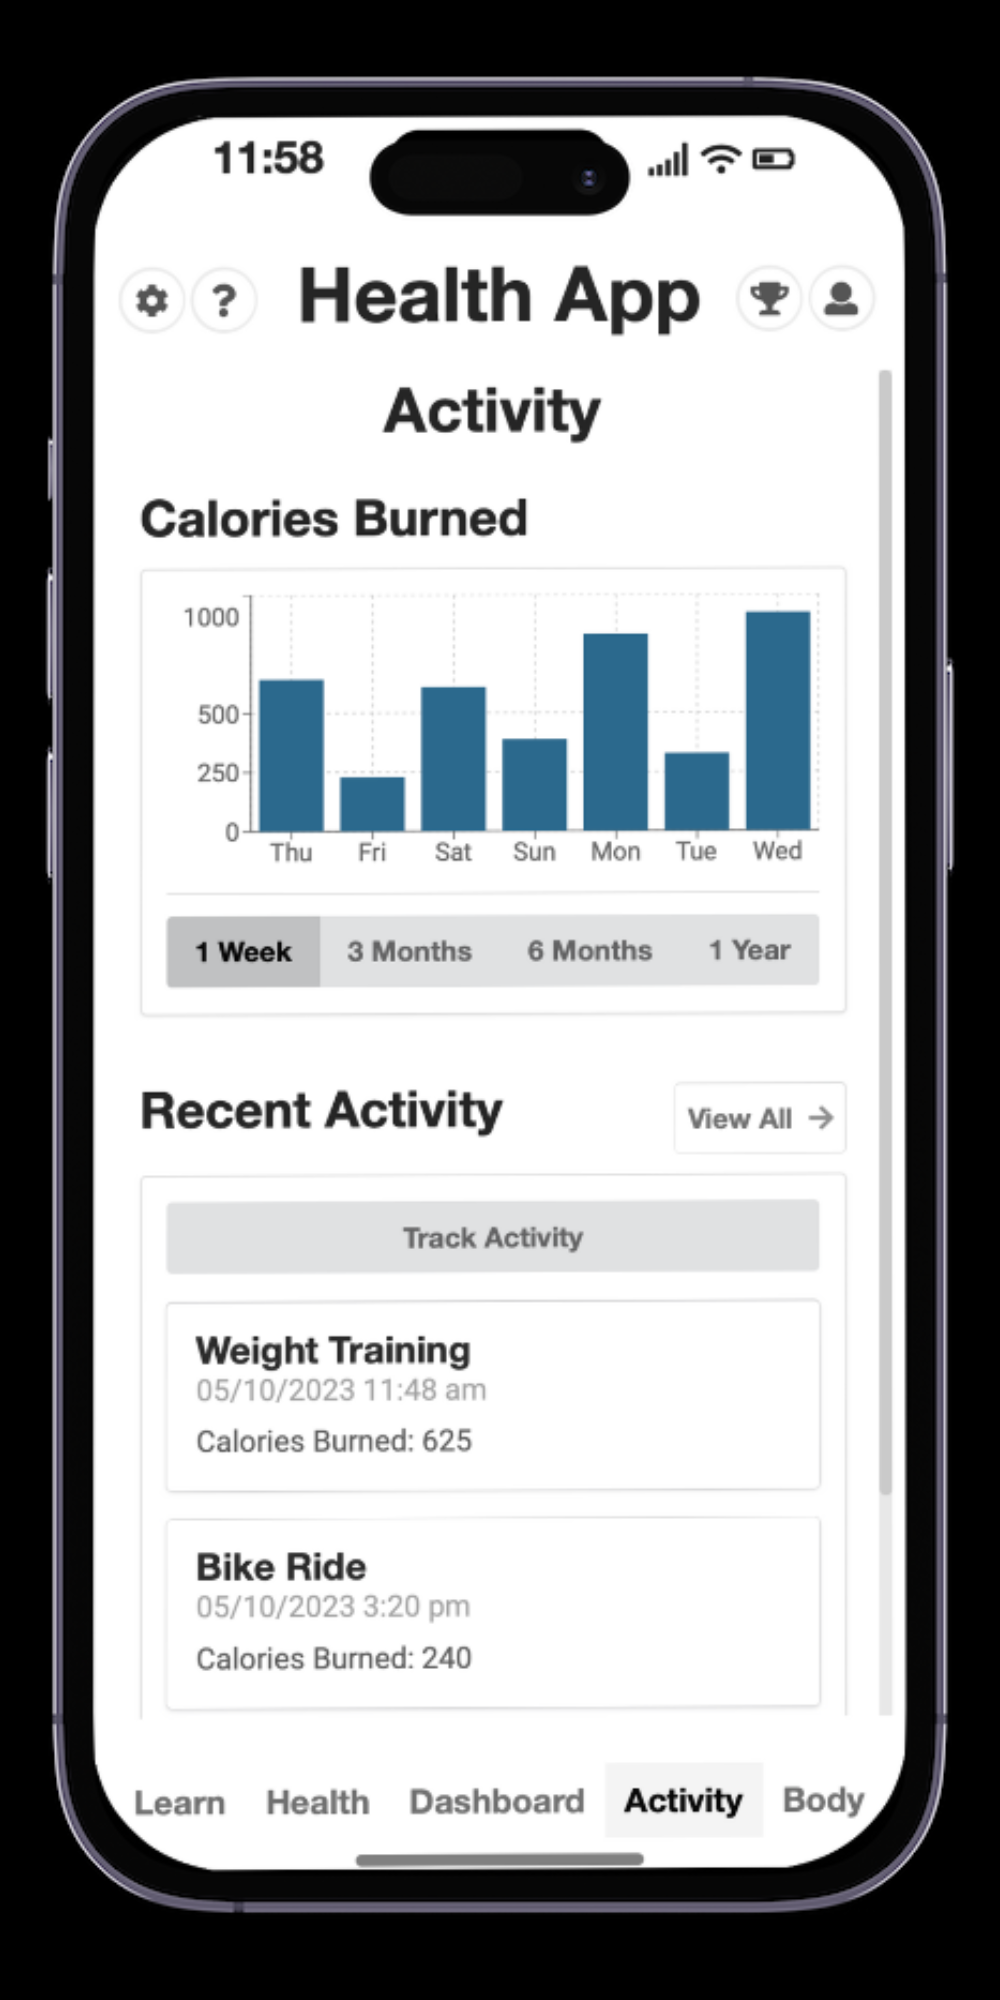 11:58
? Health App
Activity
Calories Burned
1000
500
250
0
Thu Fri Sat Sun Mon Tue Wed
1 Week 3 Months 6 Months 1 Year
Recent Activity View All →
Track Activity
Weight Training
05/10/2023 11:48 am
Calories Burned: 625
Bike Ride
05/10/2023 3:20 pm
Calories Burned: 240
Learn Health Dashboard Activity Body